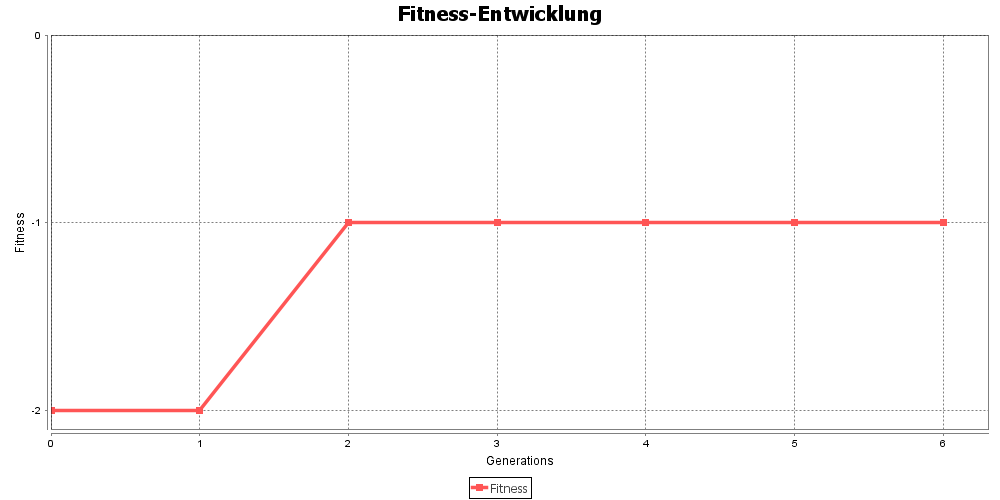 Fitness-Entwicklung
0
-1
-2
Fitness
0 1 2 3 4 5 6
Generations
Fitness